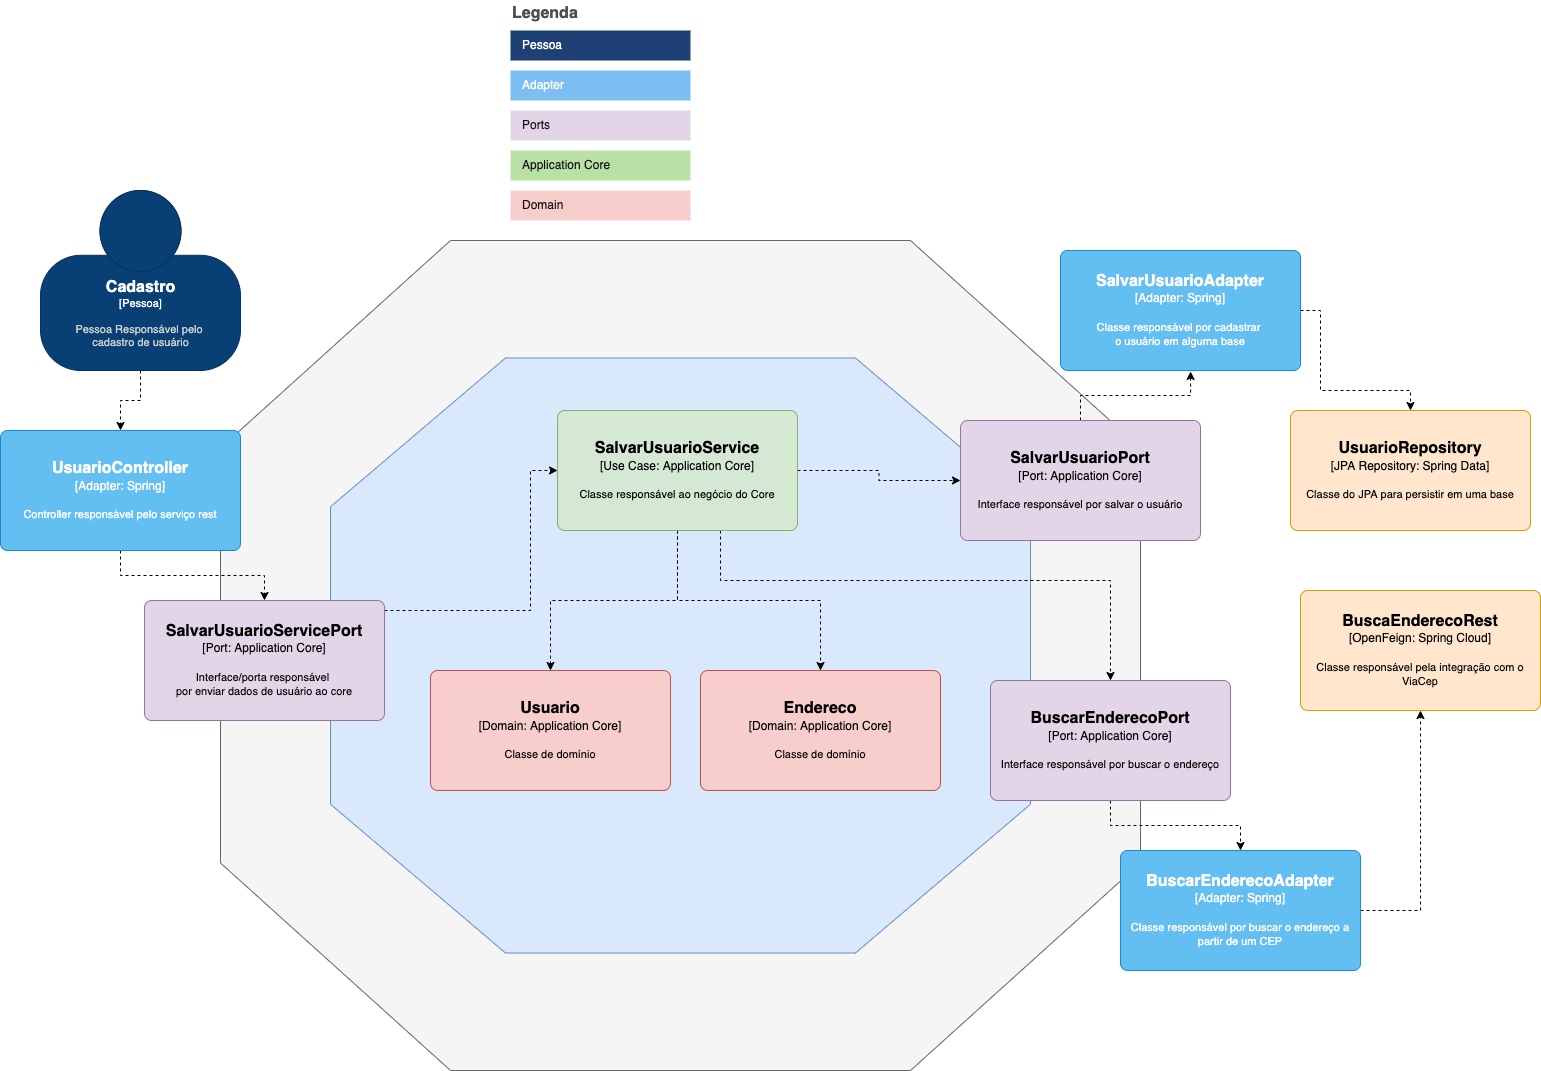 Legenda
Pessoa
Adapter
Ports
Application Core
Domain
Cadastro
[Pessoa]
Pessoa Responsável pelo
cadastro de usuário
UsuarioController
[Adapter: Spring]
Controller responsável pelo serviço rest
SalvarUsuarioServicePort
[Port: Application Core]
Interface/porta responsável
por enviar dados de usuário ao core
SalvarUsuarioService
[Use Case: Application Core]
Classe responsável ao negócio do Core
Usuario
[Domain: Application Core]
Classe de domínio
Endereco
[Domain: Application Core]
Classe de domínio
SalvarUsuarioPort
[Port: Application Core]
Interface responsável por salvar o usuário
BuscarEnderecoPort
[Port: Application Core]
Interface responsável por buscar o endereço
SalvarUsuarioAdapter
[Adapter: Spring]
Classe responsável por cadastrar
o usuário em alguma base
UsuarioRepository
[JPA Repository: Spring Data]
Classe do JPA para persistir em uma base
BuscaEnderecoRest
[OpenFeign: Spring Cloud]
Classe responsável pela integração com o
ViaCep
BuscarEnderecoAdapter
[Adapter: Spring]
Classe responsável por buscar o endereço a
partir de um CEP